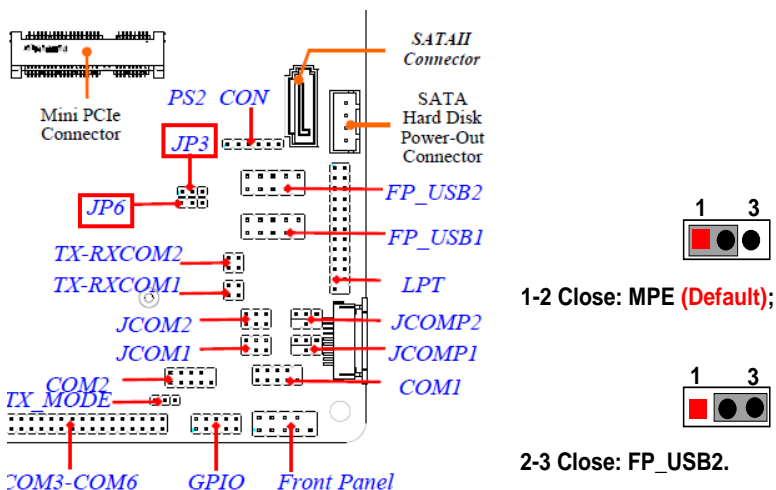 SATAII
Connector
Mini PCIe
Connector
PS2 CON
SATA
Hard Disk
Power-Out
Connector
JP3
JP6
FP_USB2
FP_USB1
TX-RXCOM2
TX-RXCOM1
LPT
JCOM2
JCOMP2
JCOM1
JCOMP1
COM2
COM1
TX_MODE
COM3-COM6
GPIO
Front Panel
1 3
1-2 Close: MPE (Default);
1 3
2-3 Close: FP_USB2.